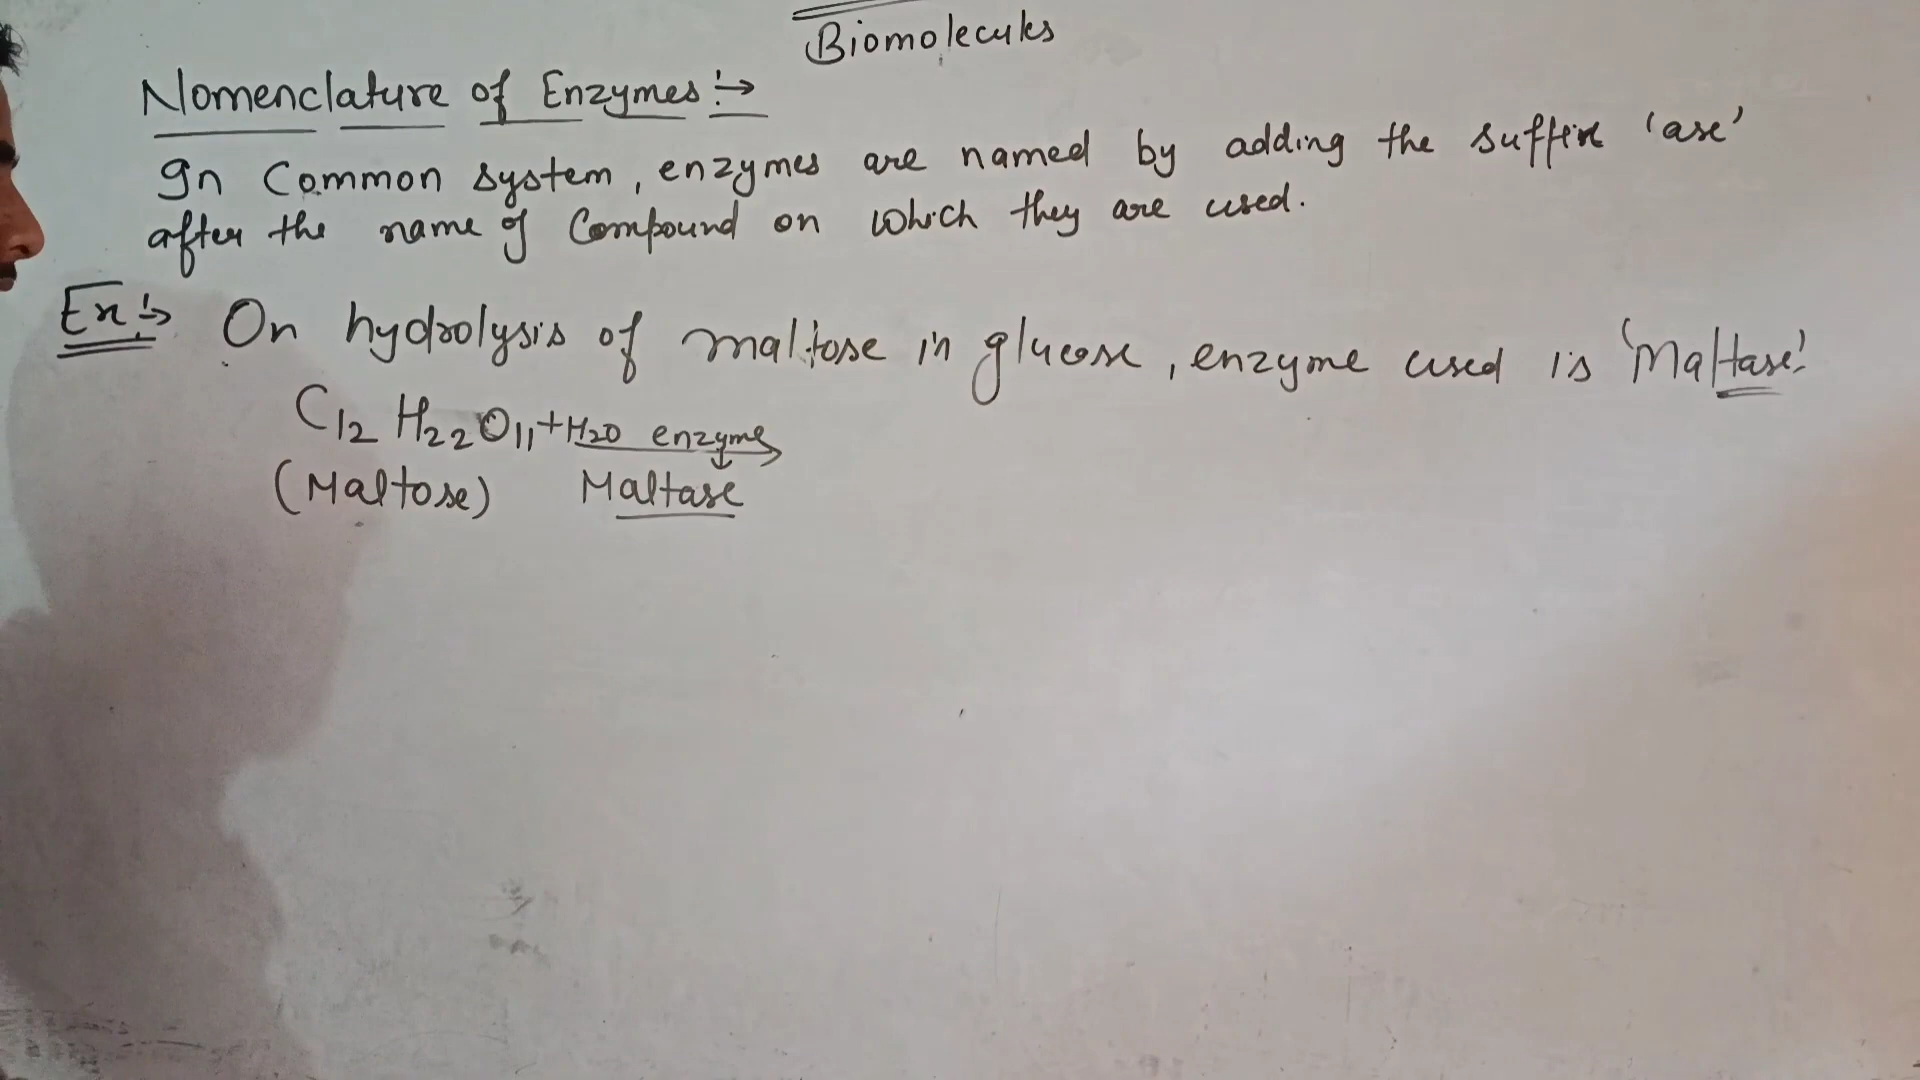 Biomolecules
Nomenclature of Enzymes:→
In Common system, enzymes are named by adding the suffix 'ase'
after the name of Compound on which they are used.
Ex:→ On hydrolysis of maltose in glucose, enzyme used is 'Maltase'
C12 H22 O11 + H2O enzyme →
↓
(Maltose) Maltase